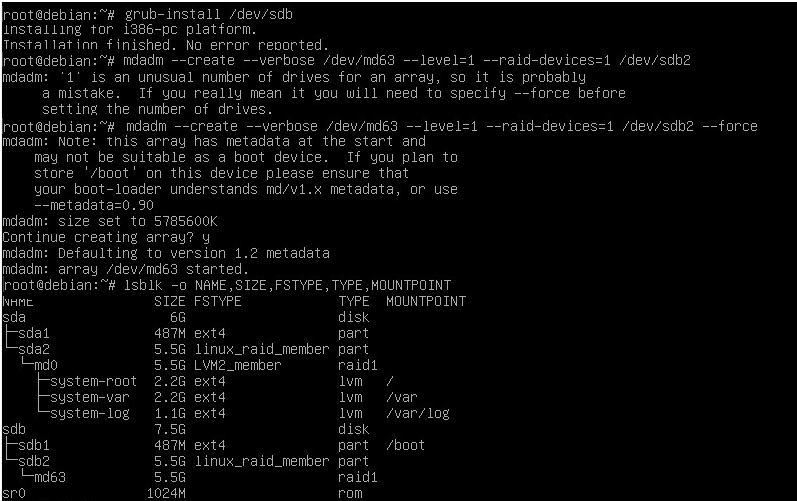 root@debian:~# grub-install /dev/sdb
Installing for i386-pc platform.
Installation finished. No error reported.
root@debian:~# mdadm --create --verbose /dev/md63 --level=1 --raid-devices=1 /dev/sdb2
mdadm: '1' is an unusual number of drives for an array, so it is probably
     a mistake.  If you really mean it you will need to specify --force before
     setting the number of drives.
root@debian:~# mdadm --create --verbose /dev/md63 --level=1 --raid-devices=1 /dev/sdb2 --force
mdadm: Note: this array has metadata at the start and
    may not be suitable as a boot device.  If you plan to
    store '/boot' on this device please ensure that
    your boot-loader understands md/v1.x metadata, or use
    --metadata=0.90
mdadm: size set to 5785600K
Continue creating array? y
mdadm: Defaulting to version 1.2 metadata
mdadm: array /dev/md63 started.
root@debian:~# lsblk -o NAME,SIZE,FSTYPE,TYPE,MOUNTPOINT
NAME               SIZE FSTYPE            TYPE  MOUNTPOINT
sda                  6G                   disk
├─sda1             487M ext4              part
└─sda2             5.5G linux_raid_member part
  └─md0            5.5G LVM2_member       raid1
    ├─system-root  2.2G ext4              lvm   /
    ├─system-var   2.2G ext4              lvm   /var
    └─system-log   1.1G ext4              lvm   /var/log
sdb                7.5G                   disk
├─sdb1             487M ext4              part  /boot
└─sdb2             5.5G linux_raid_member part
  └─md63           5.5G                   raid1
sr0               1024M                   rom